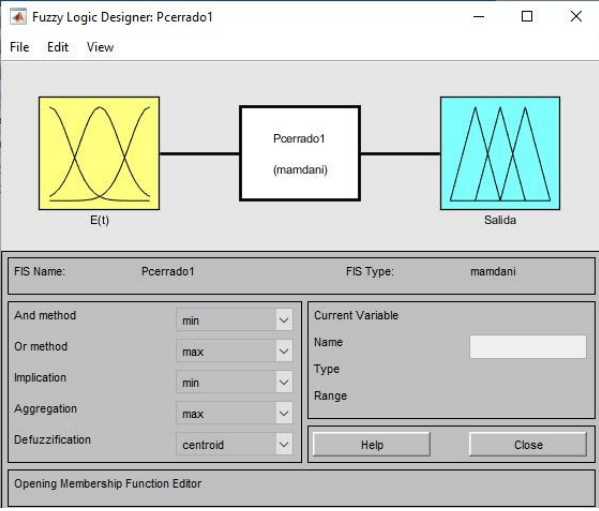 Fuzzy Logic Designer: Pcerrado1
File Edit View
Pcerrado1
(mamdani)
E(t)
Salida
FIS Name: Pcerrado1 FIS Type: mamdani
And method min
Or method max
Implication min
Aggregation max
Defuzzification centroid
Current Variable
Name
Type
Range
Help Close
Opening Membership Function Editor